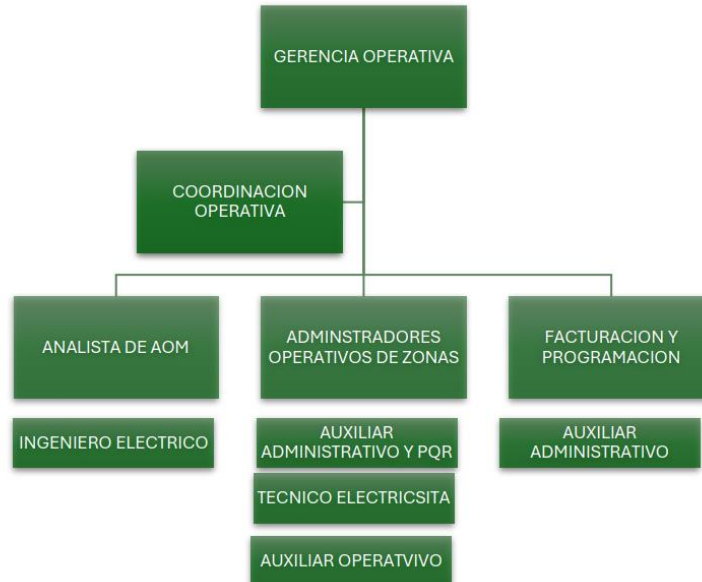 GERENCIA OPERATIVA
COORDINACION
OPERATIVA
ANALISTA DE AOM
ADMINSTRADORES
OPERATIVOS DE ZONAS
FACTURACION Y
PROGRAMACION
INGENIERO ELECTRICO
AUXILIAR
ADMINISTRATIVO Y PQR
AUXILIAR
ADMINISTRATIVO
TECNICO ELECTRICSITA
AUXILIAR OPERATVIVO